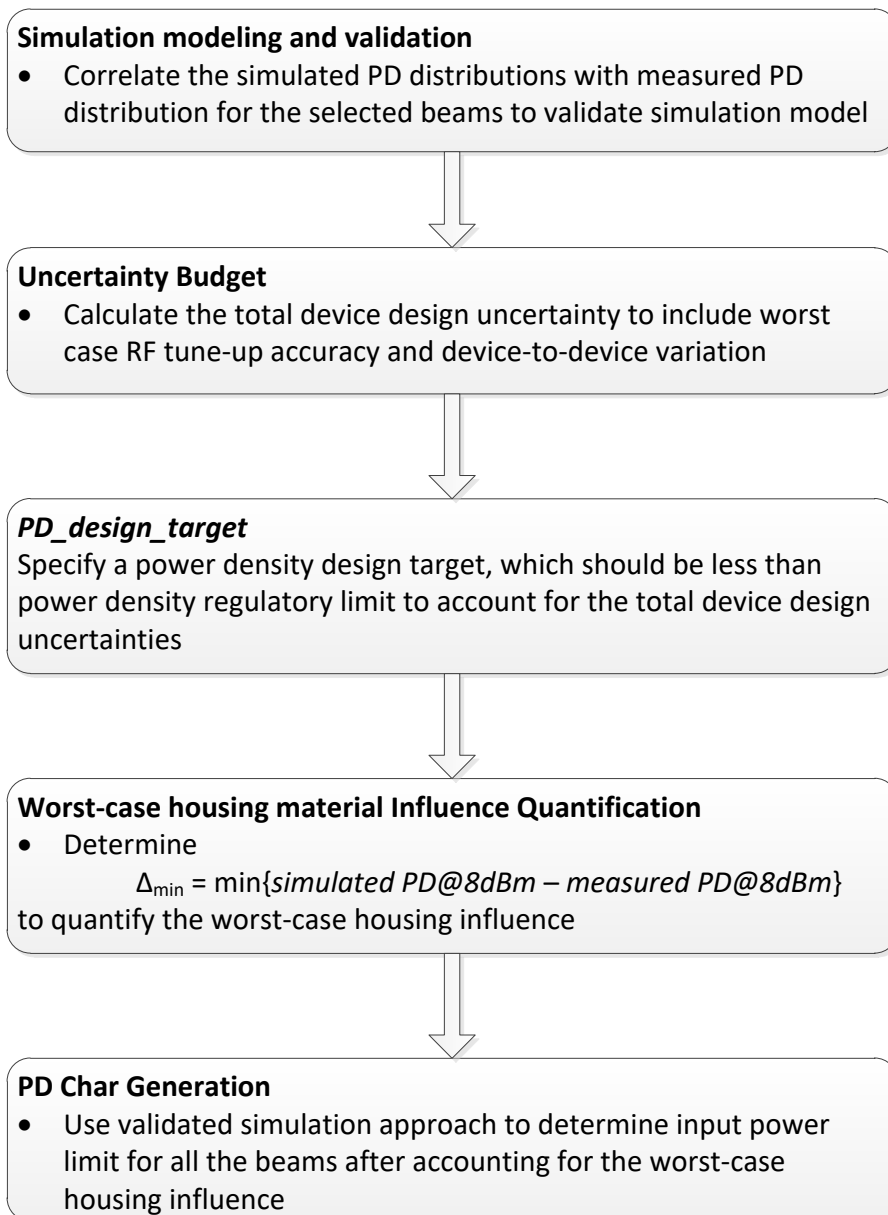 Simulation modeling and validation
• Correlate the simulated PD distributions with measured PD
distribution for the selected beams to validate simulation model
Uncertainty Budget
• Calculate the total device design uncertainty to include worst
case RF tune-up accuracy and device-to-device variation
PD_design_target
Specify a power density design target, which should be less than
power density regulatory limit to account for the total device design
uncertainties
Worst-case housing material Influence Quantification
• Determine
Δmin = min{simulated PD@8dBm – measured PD@8dBm}
to quantify the worst-case housing influence
PD Char Generation
• Use validated simulation approach to determine input power
limit for all the beams after accounting for the worst-case
housing influence